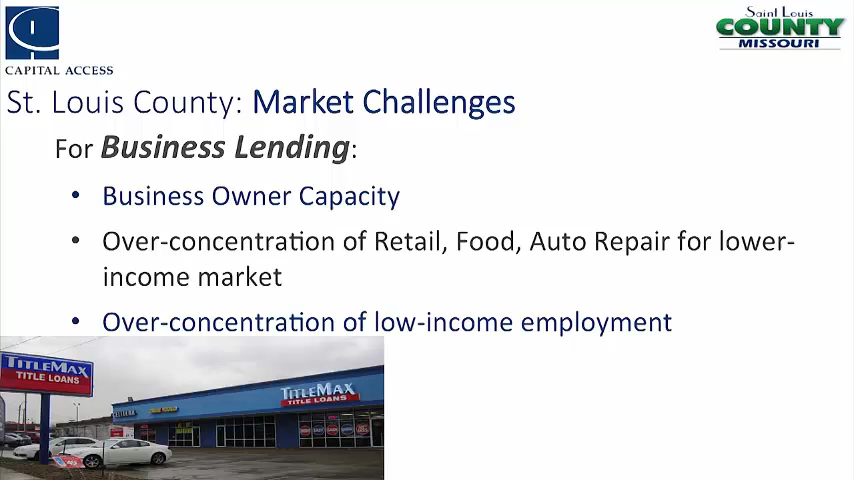 CAPITAL ACCESS
Saint Louis
COUNTY
MISSOURI
St. Louis County: Market Challenges
For Business Lending:
• Business Owner Capacity
• Over-concentration of Retail, Food, Auto Repair for lower-
income market
• Over-concentration of low-income employment
TITLEMAX
TITLE LOANS
TITLEMAX
TITLE LOANS